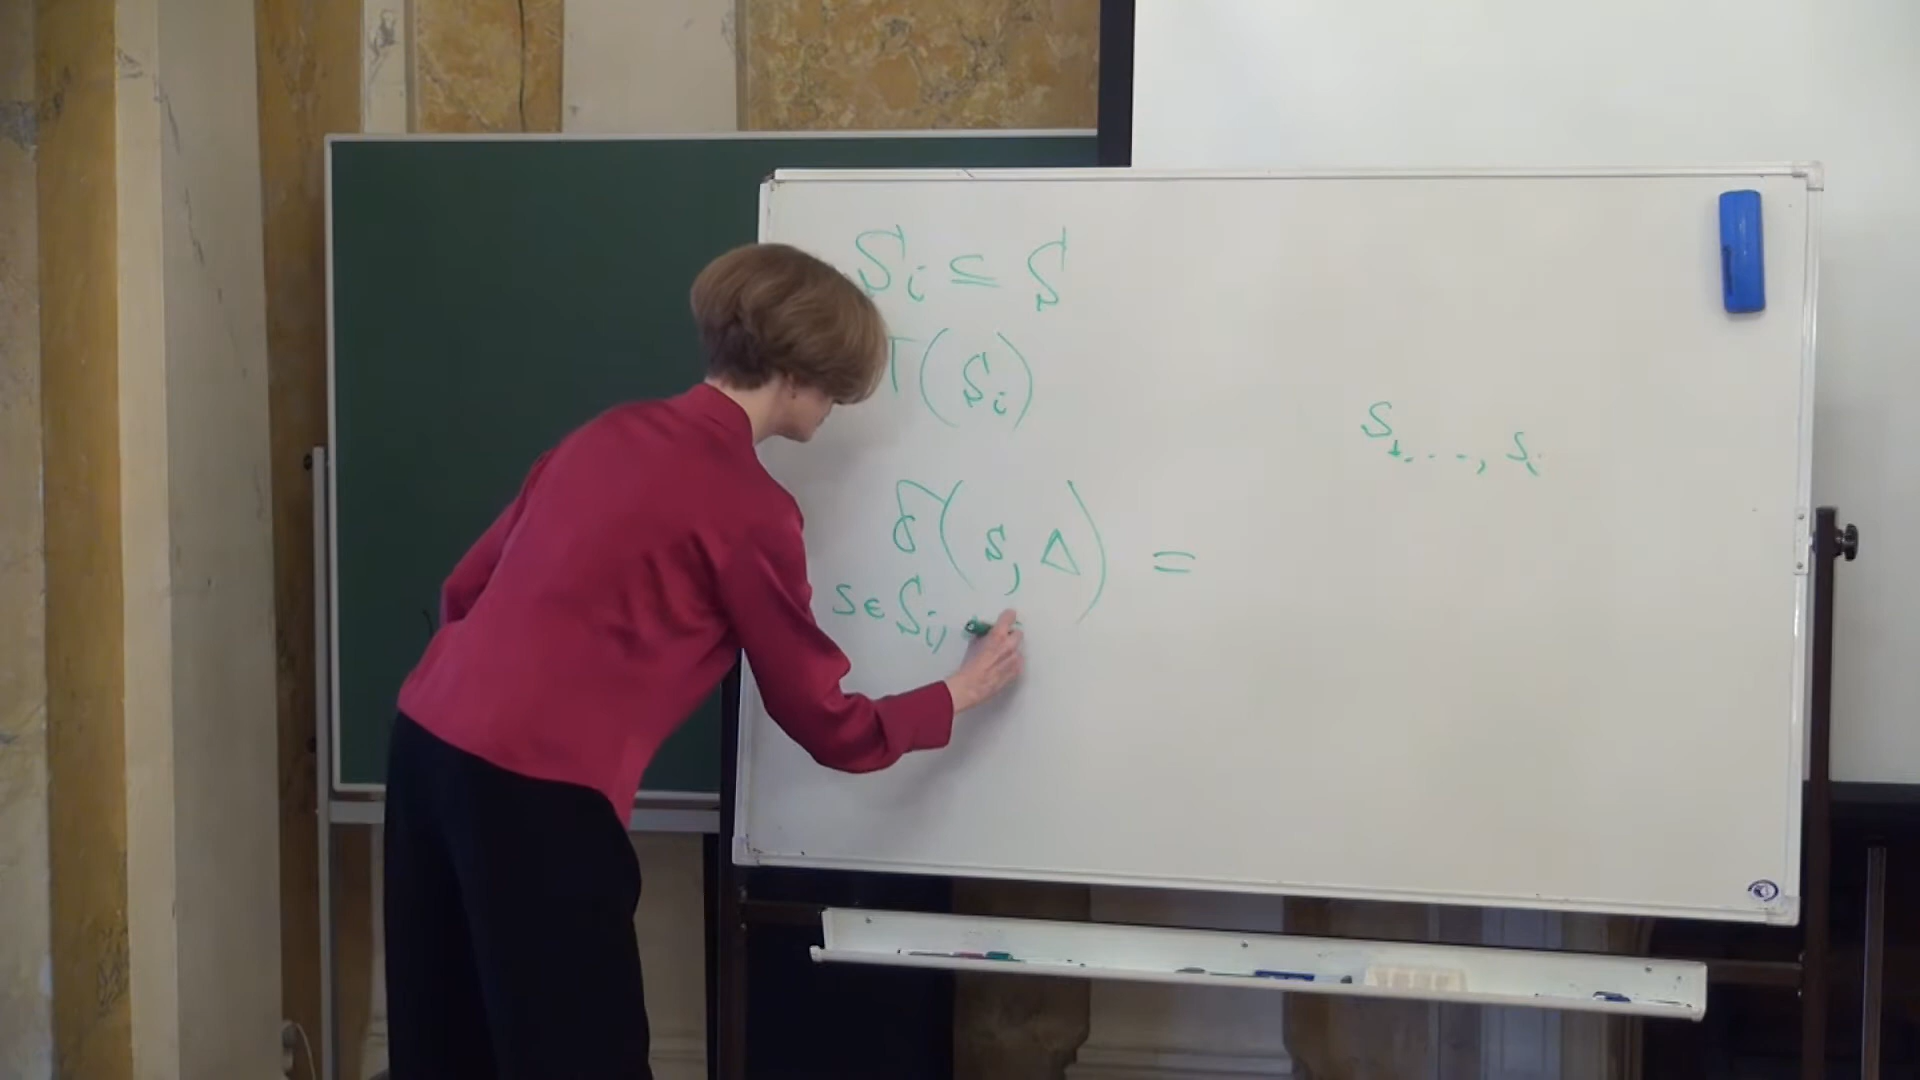 S_i ⊆ S
T(S_i)
S_1, ..., S_i
δ(s, Δ) =
s ∈ S_i,